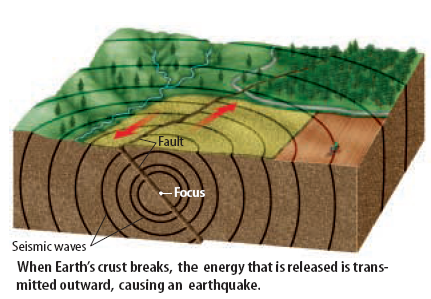 Fault
Focus
Seismic waves
When Earth's crust breaks, the energy that is released is trans-
mitted outward, causing an earthquake.